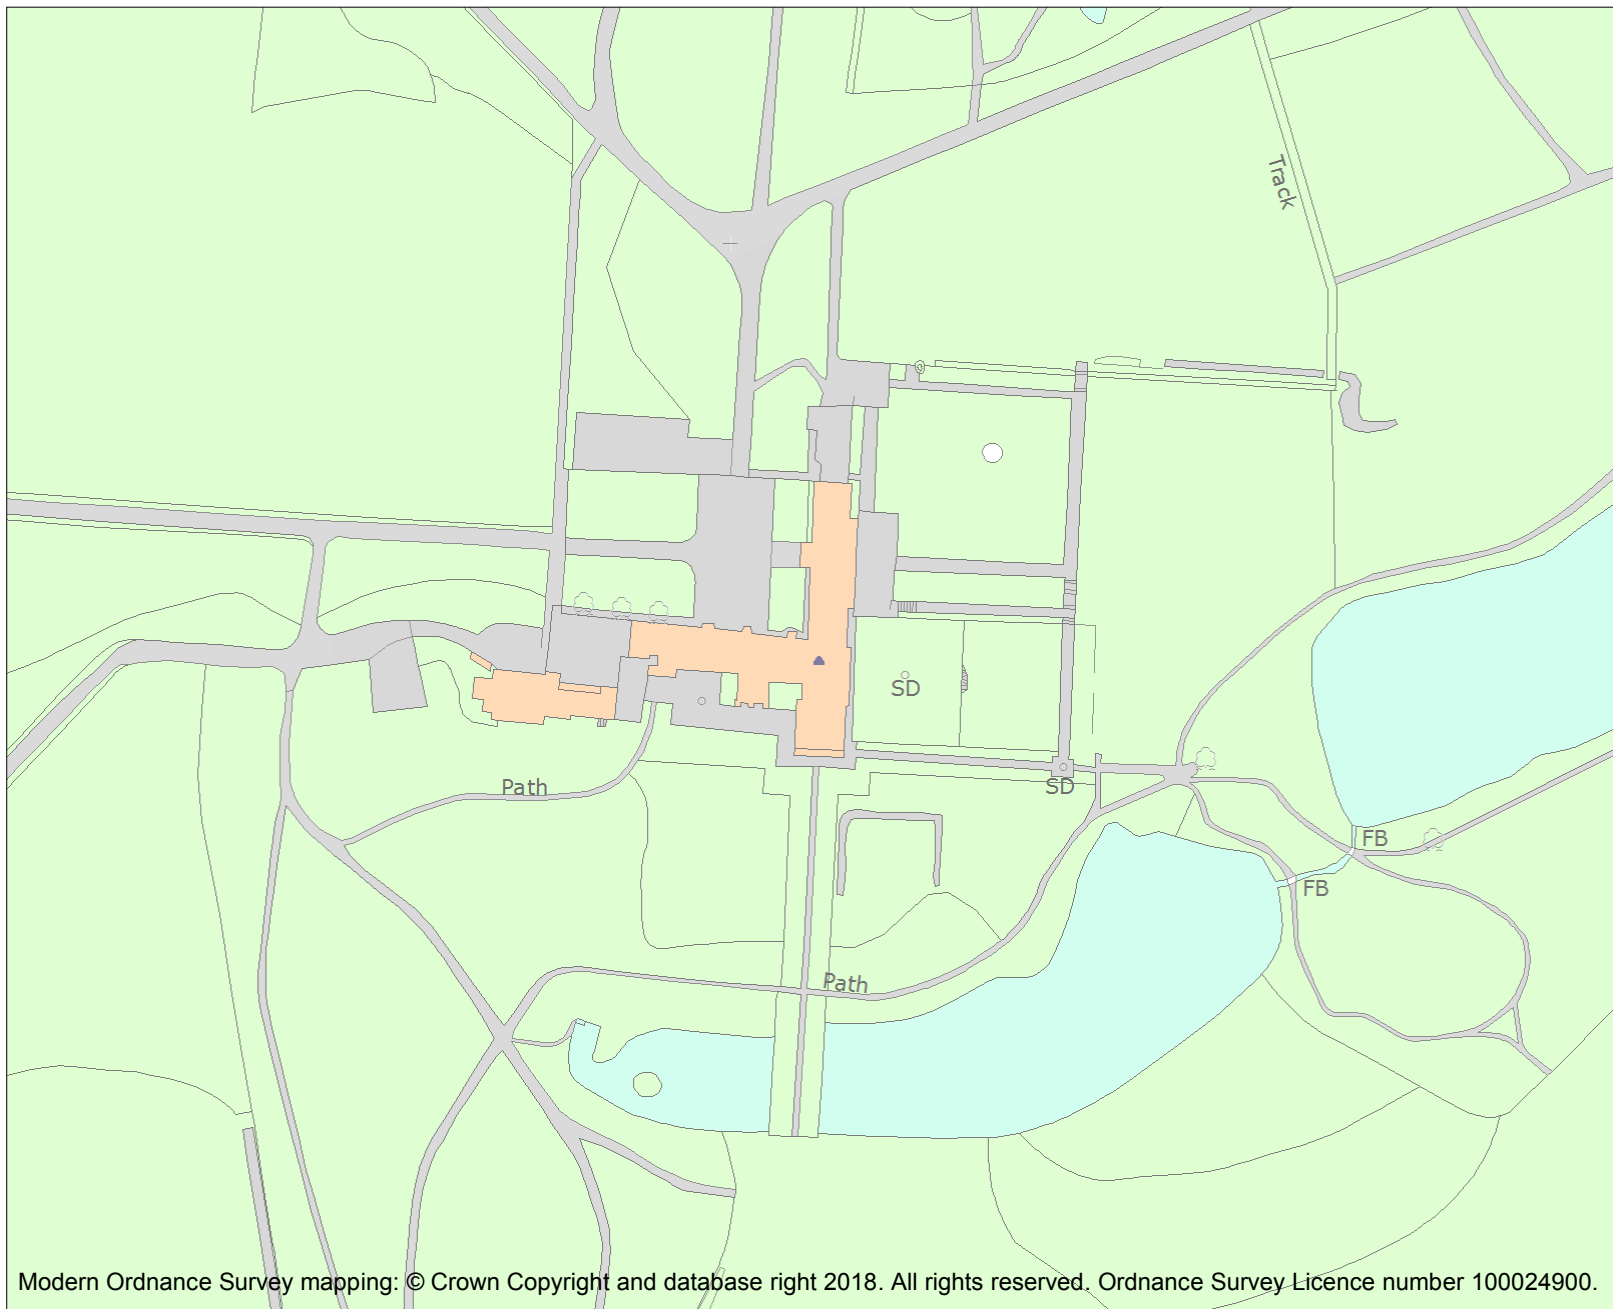 Track
SD
Path
SD
FB
FB
Path
Modern Ordnance Survey mapping: © Crown Copyright and database right 2018. All rights reserved. Ordnance Survey Licence number 100024900.